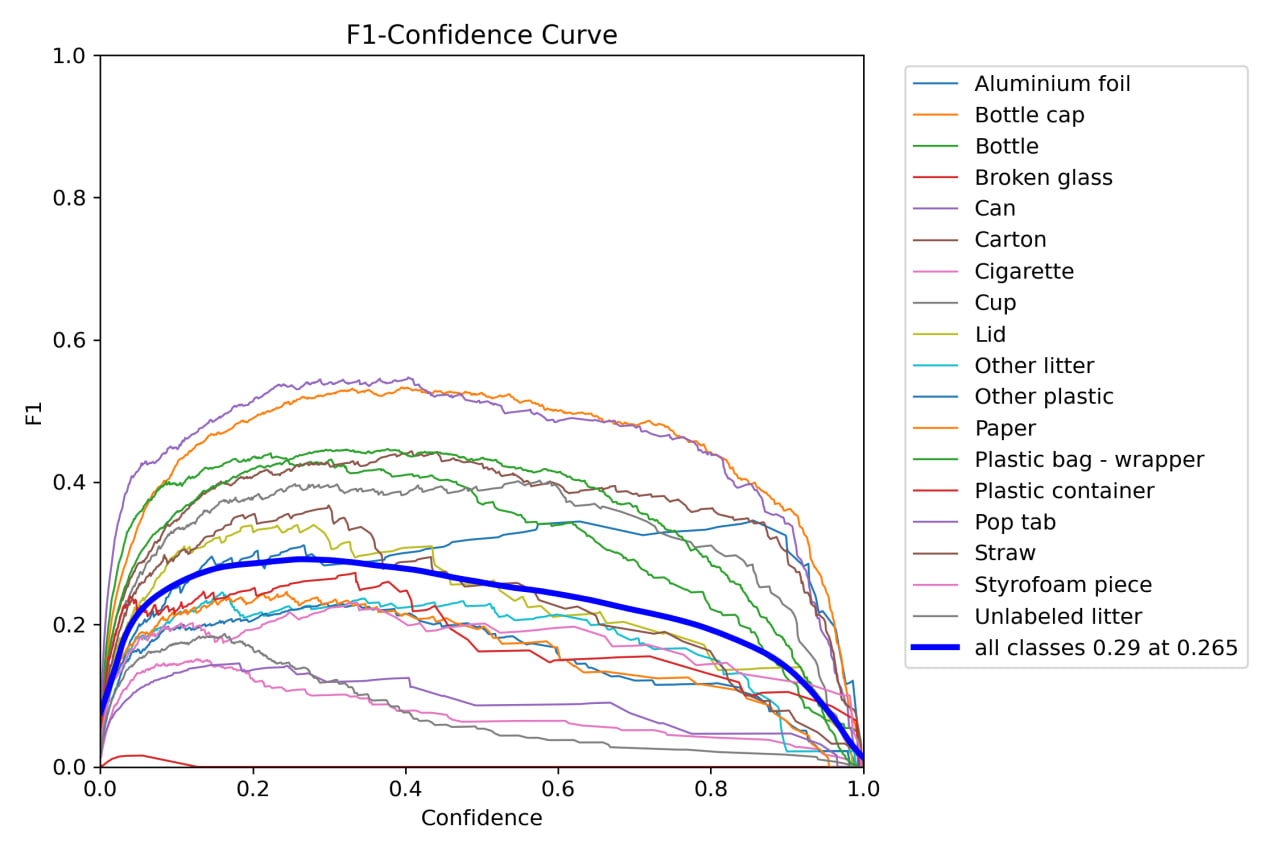 F1-Confidence Curve
1.0
0.8
0.6
0.4
0.2
0.0
F1
0.0 0.2 0.4 0.6 0.8 1.0
Confidence
Aluminium foil
Bottle cap
Bottle
Broken glass
Can
Carton
Cigarette
Cup
Lid
Other litter
Other plastic
Paper
Plastic bag - wrapper
Plastic container
Pop tab
Straw
Styrofoam piece
Unlabeled litter
all classes 0.29 at 0.265